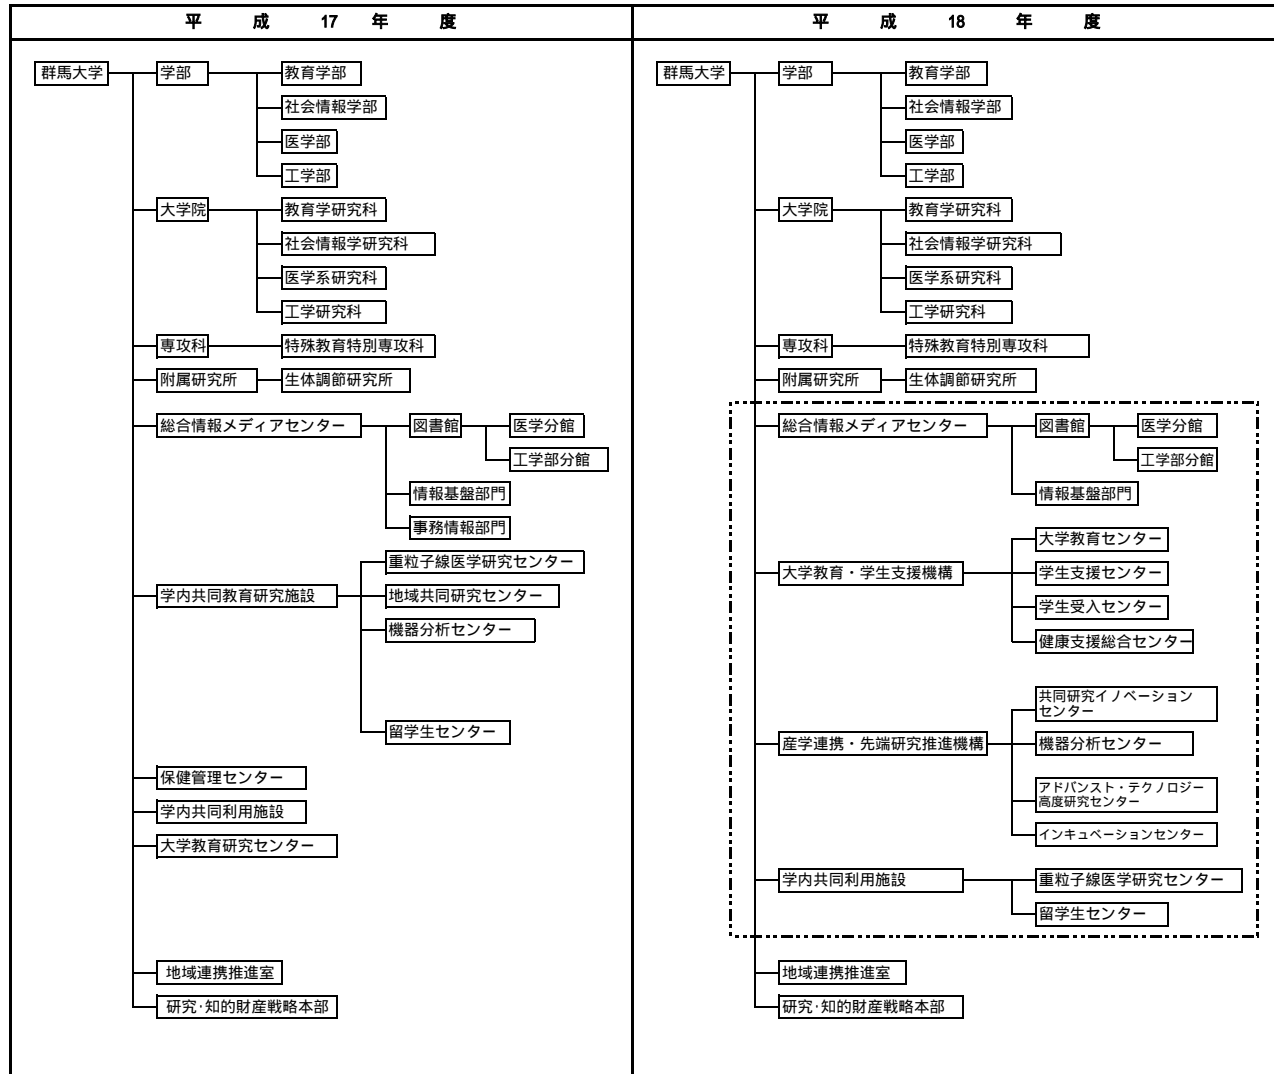 平成17年度
群馬大学
学部
教育学部
社会情報学部
医学部
工学部
大学院
教育学研究科
社会情報学研究科
医学系研究科
工学研究科
専攻科
特殊教育特別専攻科
附属研究所
生体調節研究所
総合情報メディアセンター
図書館
医学分館
工学部分館
情報基盤部門
事務情報部門
学内共同教育研究施設
重粒子線医学研究センター
地域共同研究センター
機器分析センター
留学生センター
保健管理センター
学内共同利用施設
大学教育研究センター
地域連携推進室
研究・知的財産戦略本部
平成18年度
群馬大学
学部
教育学部
社会情報学部
医学部
工学部
大学院
教育学研究科
社会情報学研究科
医学系研究科
工学研究科
専攻科
特殊教育特別専攻科
附属研究所
生体調節研究所
総合情報メディアセンター
図書館
医学分館
工学部分館
情報基盤部門
大学教育・学生支援機構
大学教育センター
学生支援センター
学生受入センター
健康支援総合センター
産学連携・先端研究推進機構
共同研究イノベーション
センター
機器分析センター
アドバンスト・テクノロジー
高度研究センター
インキュベーションセンター
学内共同利用施設
重粒子線医学研究センター
留学生センター
地域連携推進室
研究・知的財産戦略本部